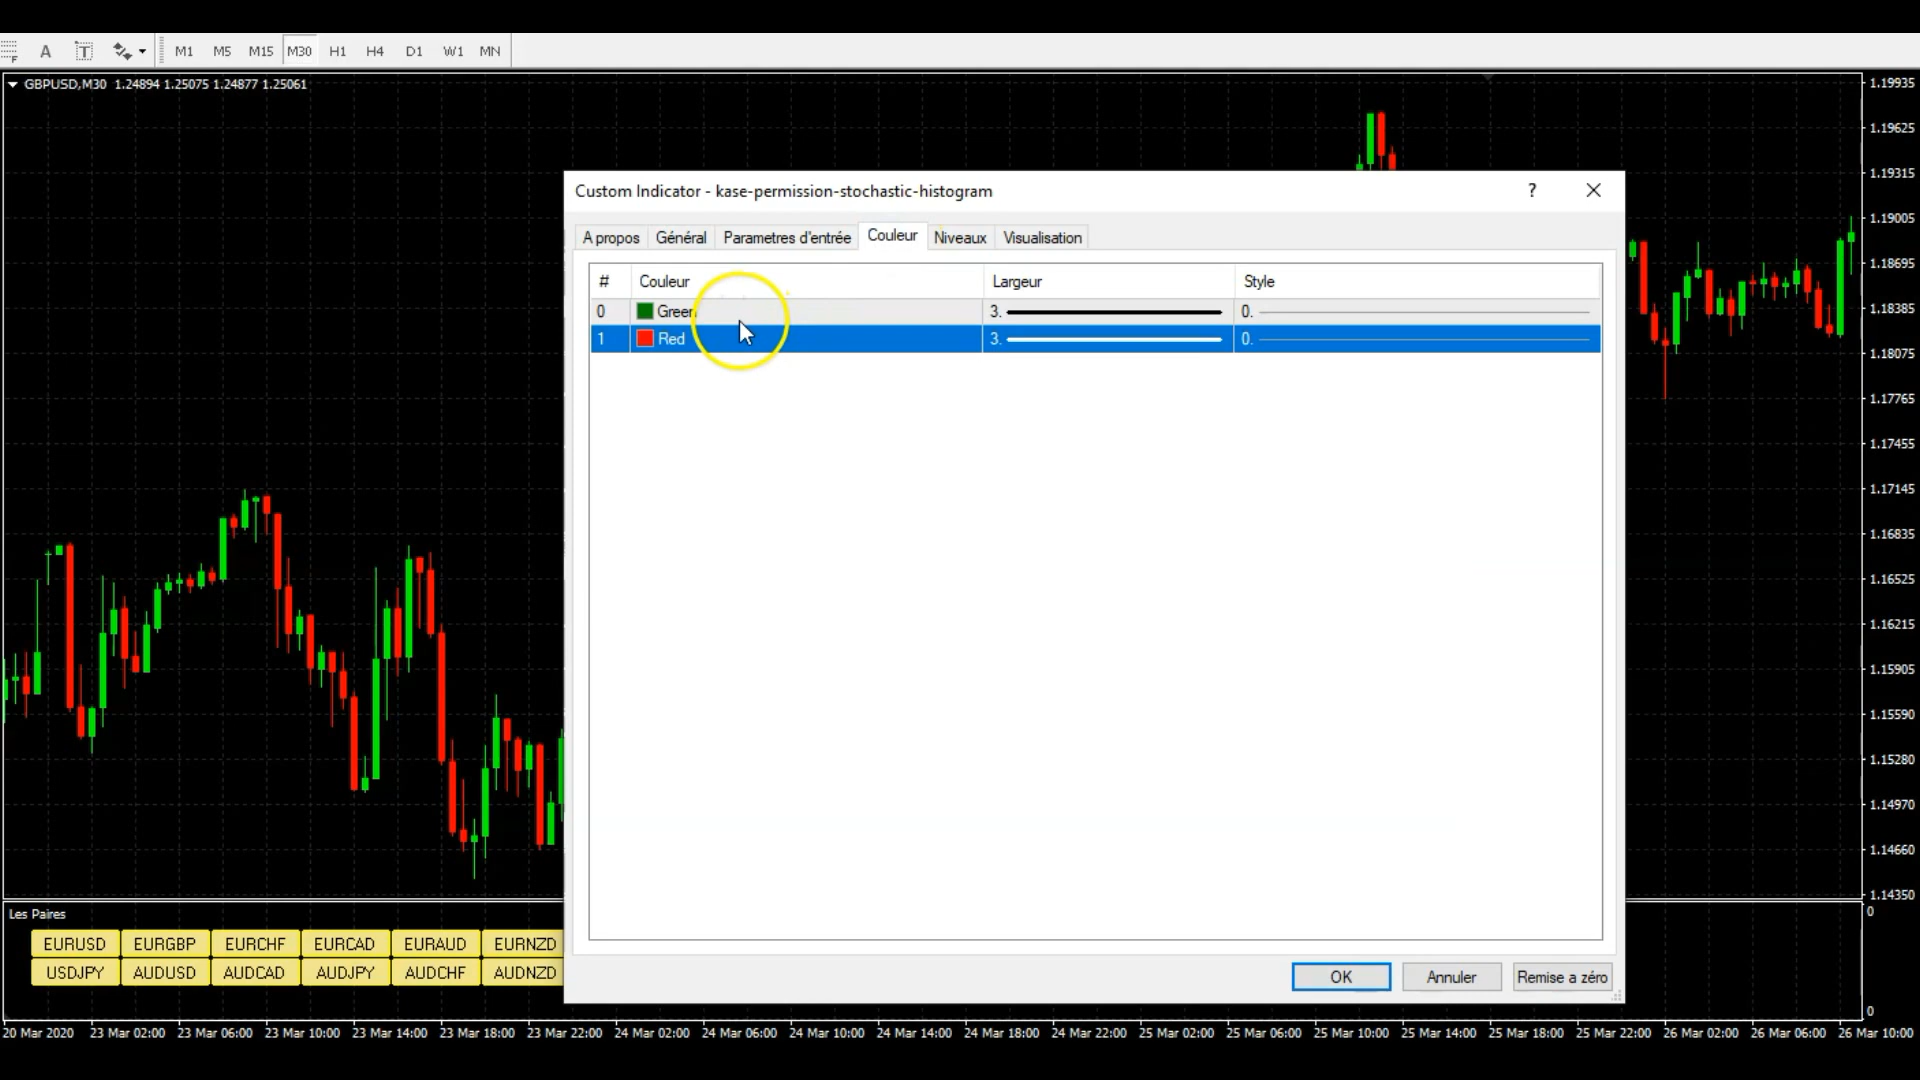 A T M1 M5 M15 M30 H1 H4 D1 W1 MN
GBPUSD,M30 1.24894 1.25075 1.24877 1.25061
Custom Indicator - kase-permission-stochastic-histogram ?
A propos Général Parametres d'entrée Couleur Niveaux Visualisation
# Couleur Largeur Style
0 Green 3. 0.
1 Red 3. 0.
OK Annuler Remise a zéro
1.19935
1.19625
1.19315
1.19005
1.18695
1.18385
1.18075
1.17765
1.17455
1.17145
1.16835
1.16525
1.16215
1.15905
1.15590
1.15280
1.14970
1.14660
1.14350
0
0
Les Paires
EURUSD EURGBP EURCHF EURCAD EURAUD EURNZD
USDJPY AUDUSD AUDCAD AUDJPY AUDCHF AUDNZD
20 Mar 2020 23 Mar 02:00 23 Mar 06:00 23 Mar 10:00 23 Mar 14:00 23 Mar 18:00 23 Mar 22:00 24 Mar 02:00 24 Mar 06:00 24 Mar 10:00 24 Mar 14:00 24 Mar 18:00 24 Mar 22:00 25 Mar 02:00 25 Mar 06:00 25 Mar 10:00 25 Mar 14:00 25 Mar 18:00 25 Mar 22:00 26 Mar 02:00 26 Mar 06:00 26 Mar 10:00